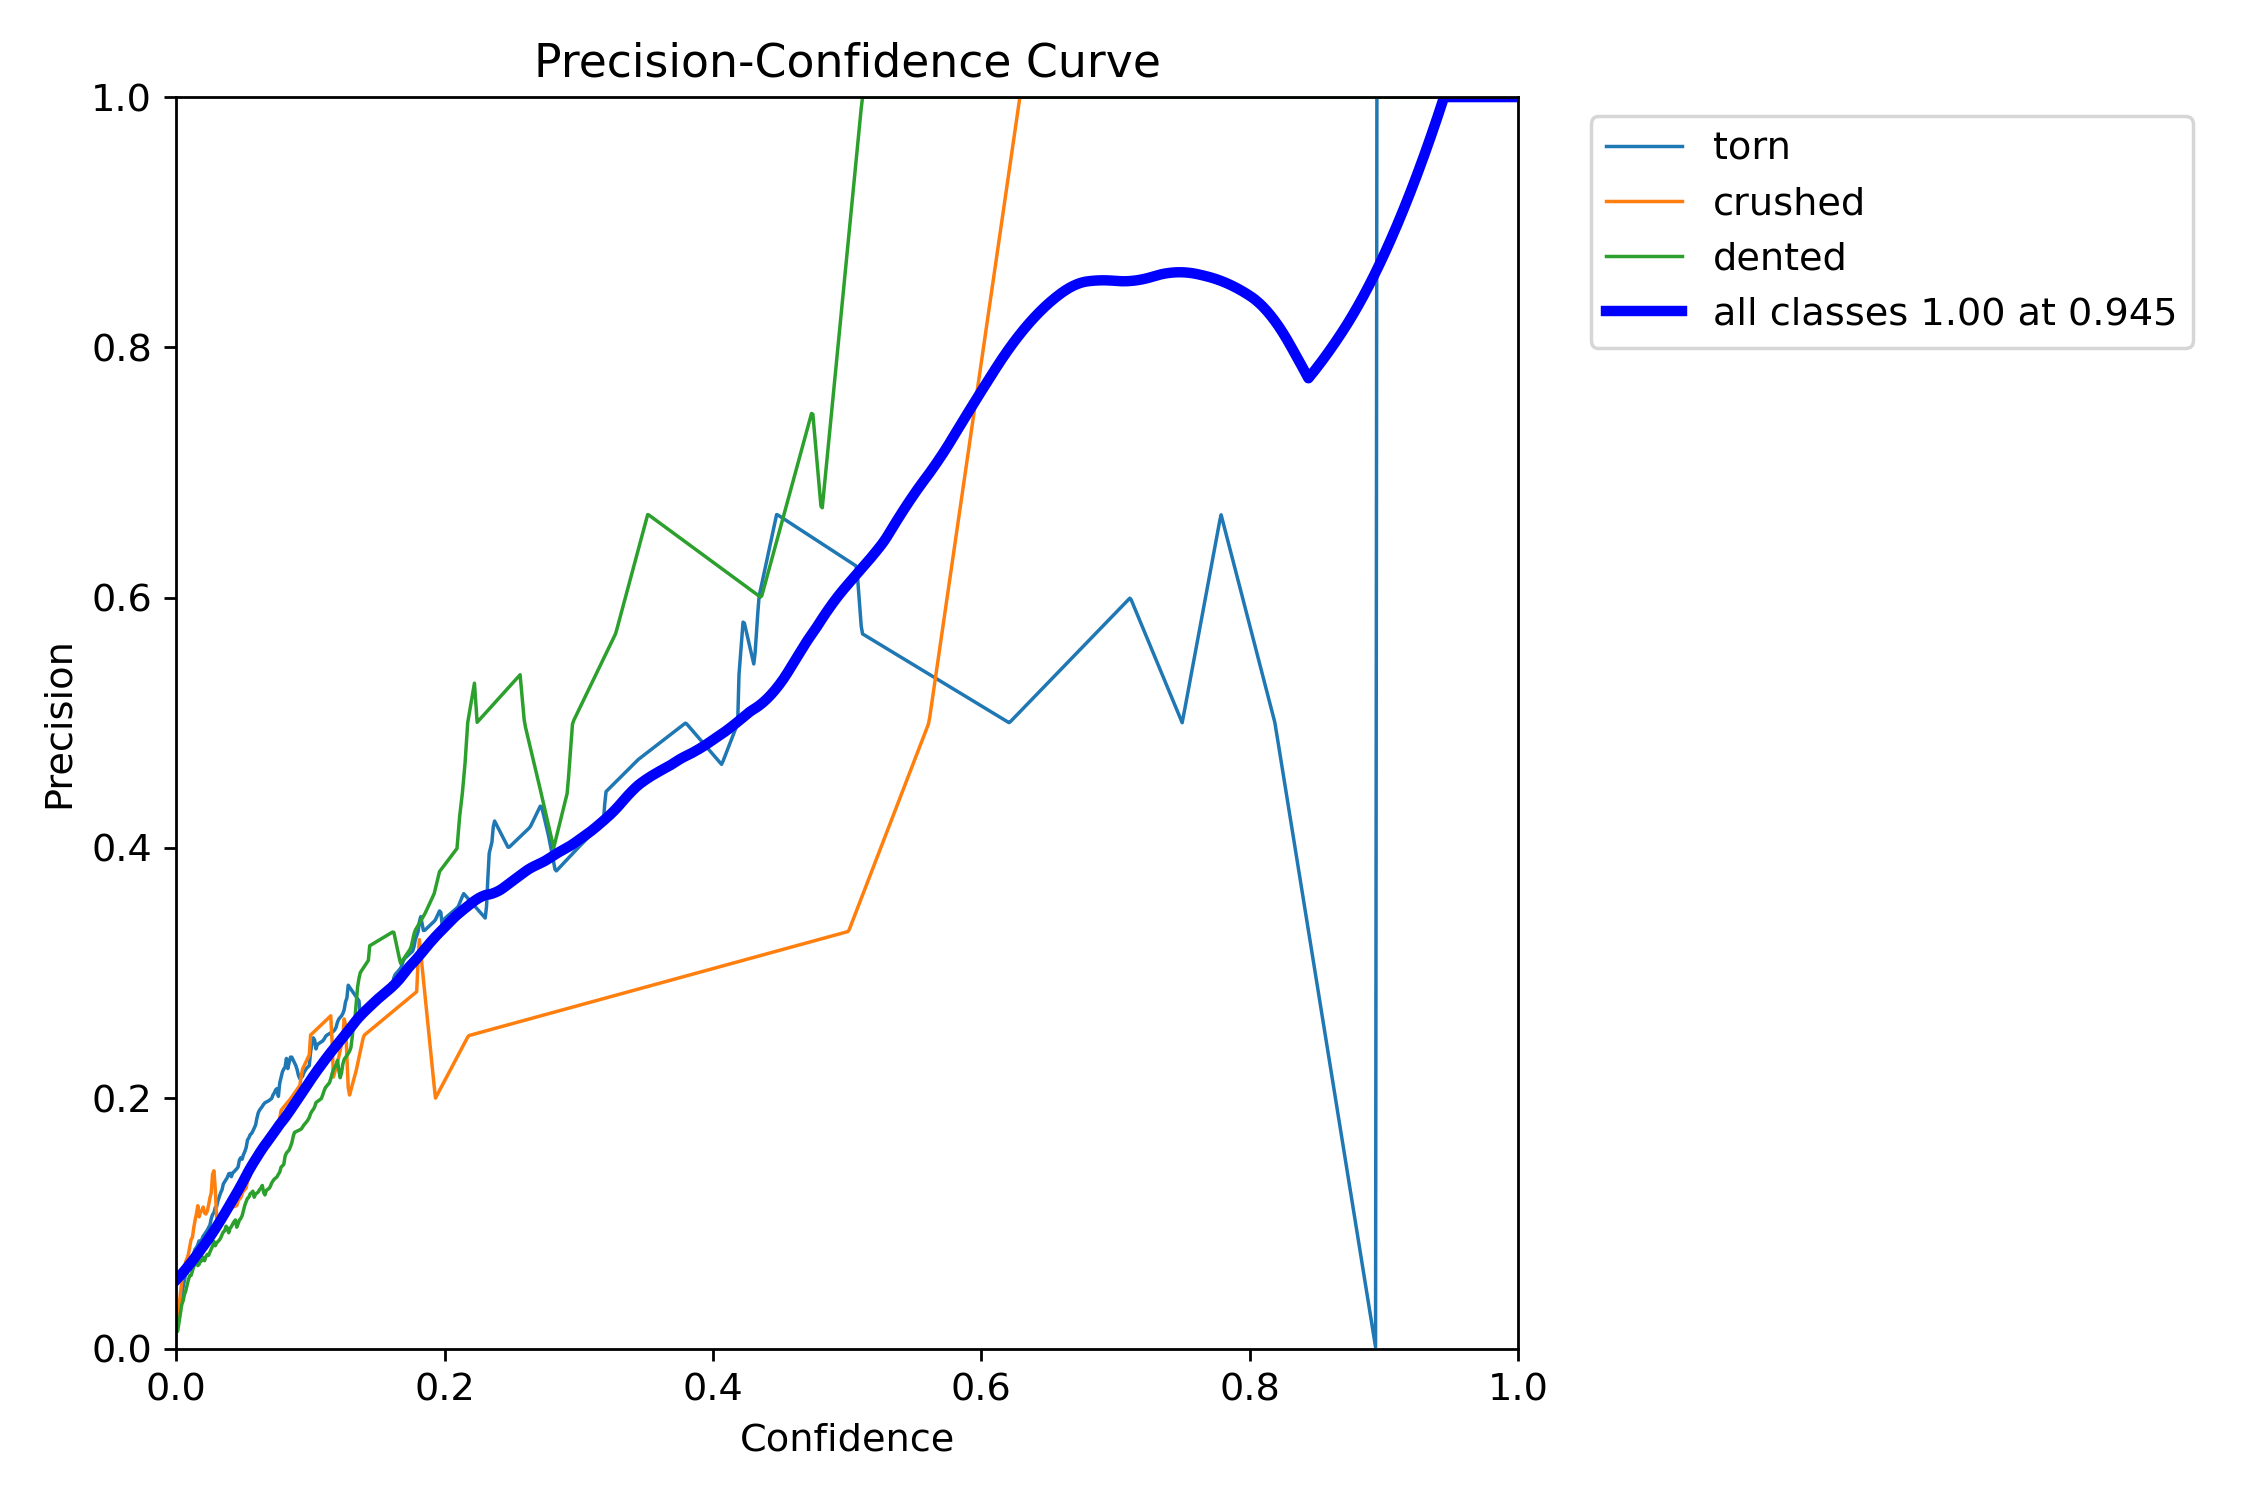 Precision-Confidence Curve
1.0
0.8
0.6
0.4
0.2
0.0
Precision
0.0 0.2 0.4 0.6 0.8 1.0
Confidence
torn
crushed
dented
all classes 1.00 at 0.945